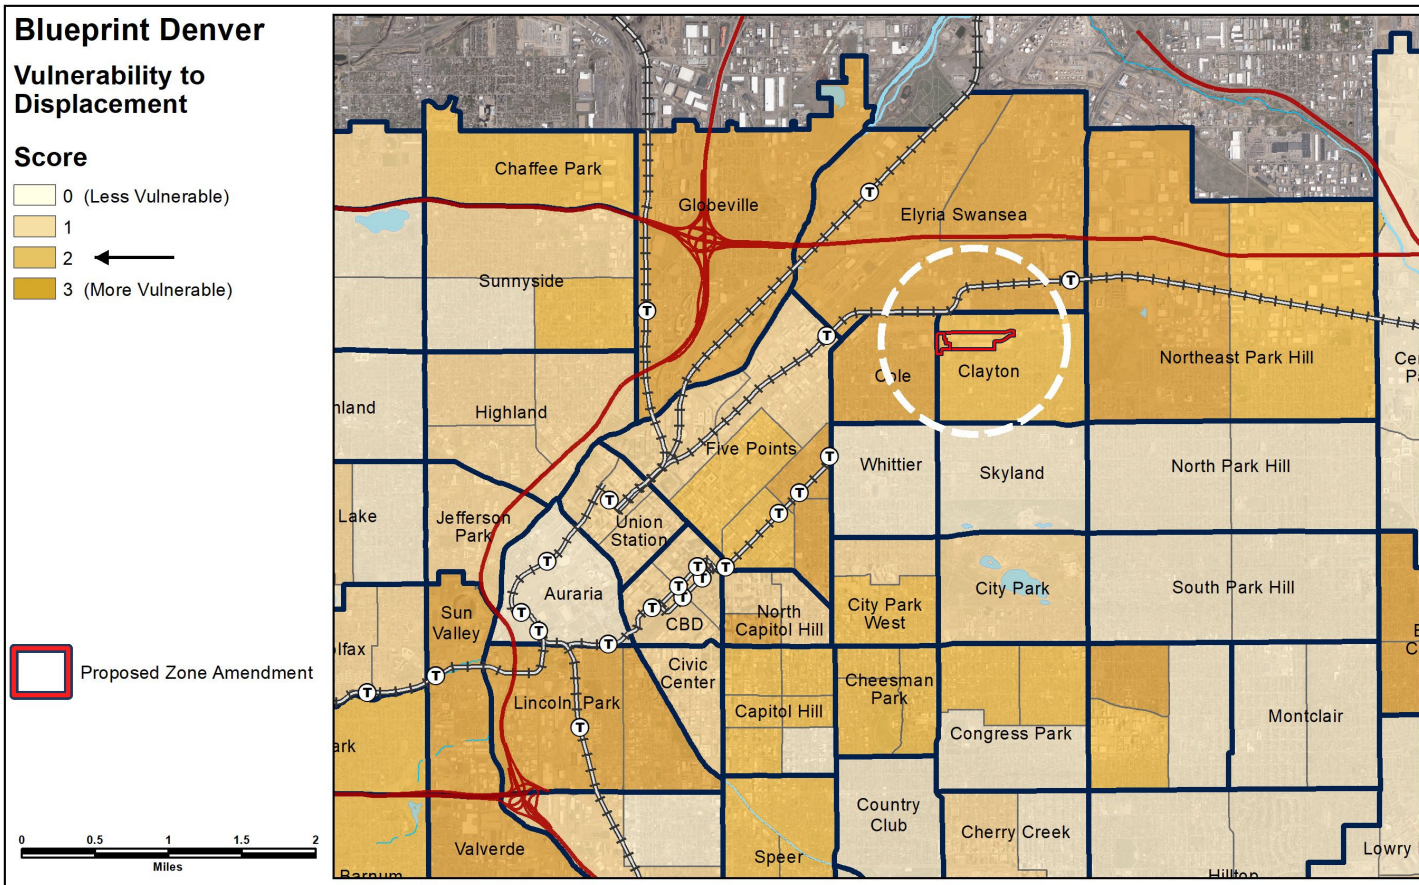 Blueprint Denver
Vulnerability to
Displacement
Score
0 (Less Vulnerable)
1
2
3 (More Vulnerable)
Proposed Zone Amendment
0 0.5 1 1.5 2
Miles
Chaffee Park
Globeville
Elyria Swansea
Sunnyside
T
T
T
T
Northeast Park Hill
Clayton
Cole
Highland
Five Points
Whittier
Skyland
North Park Hill
T
T
T
T
Lake
Jefferson
Park
Union
Station
T
T
T
T
T
T
T
Auraria
City Park
South Park Hill
Sun
Valley
T
T
T
CBD
North
Capitol Hill
City Park
West
Civic
Center
T
T
Lincoln Park
T
Capitol Hill
Cheesman
Park
Congress Park
Montclair
Country
Club
Cherry Creek
Valverde
Speer
Lowry
Barnum
Hilltop